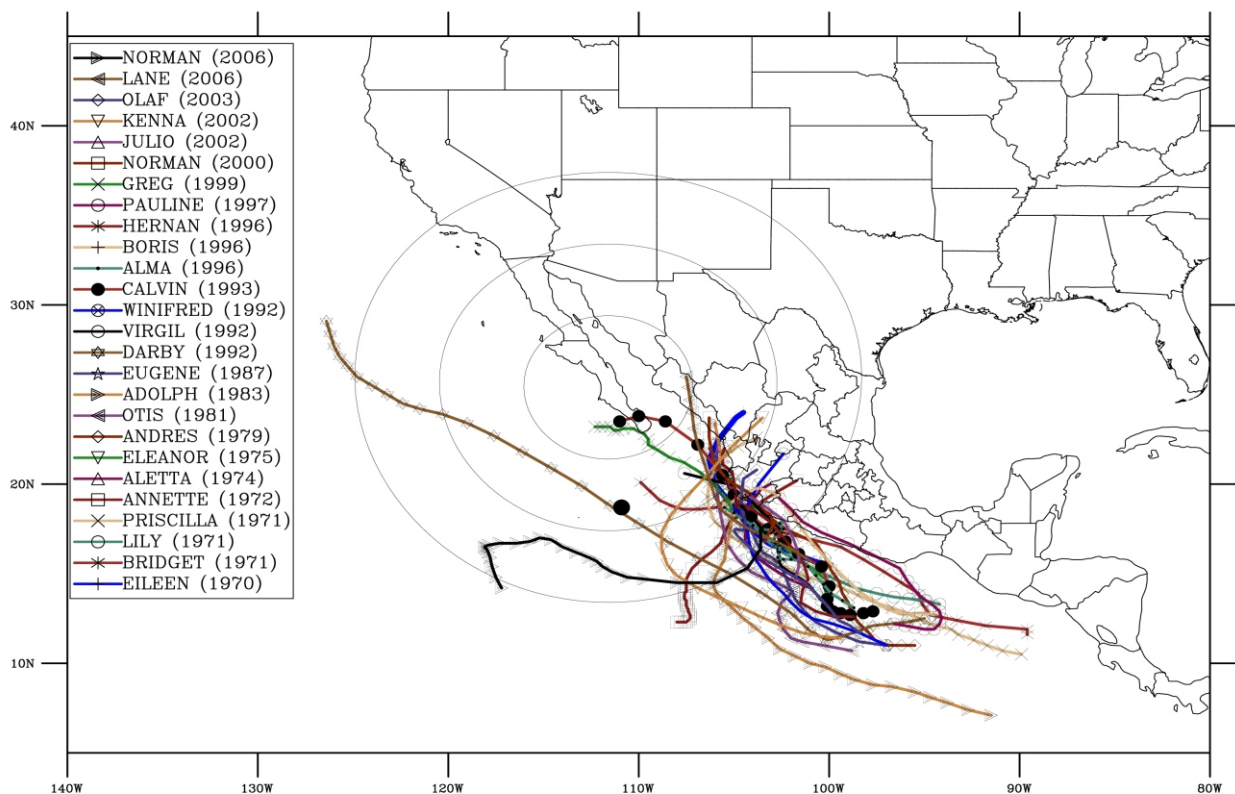 NORMAN (2006)
LANE (2006)
OLAF (2003)
KENNA (2002)
JULIO (2002)
NORMAN (2000)
GREG (1999)
PAULINE (1997)
HERNAN (1996)
BORIS (1996)
ALMA (1996)
CALVIN (1993)
WINIFRED (1992)
VIRGIL (1992)
DARBY (1992)
EUGENE (1987)
ADOLPH (1983)
OTIS (1981)
ANDRES (1979)
ELEANOR (1975)
ALETTA (1974)
ANNETTE (1972)
PRISCILLA (1971)
LILY (1971)
BRIDGET (1971)
EILEEN (1970)
40N
30N
20N
10N
140W 130W 120W 110W 100W 90W 80W